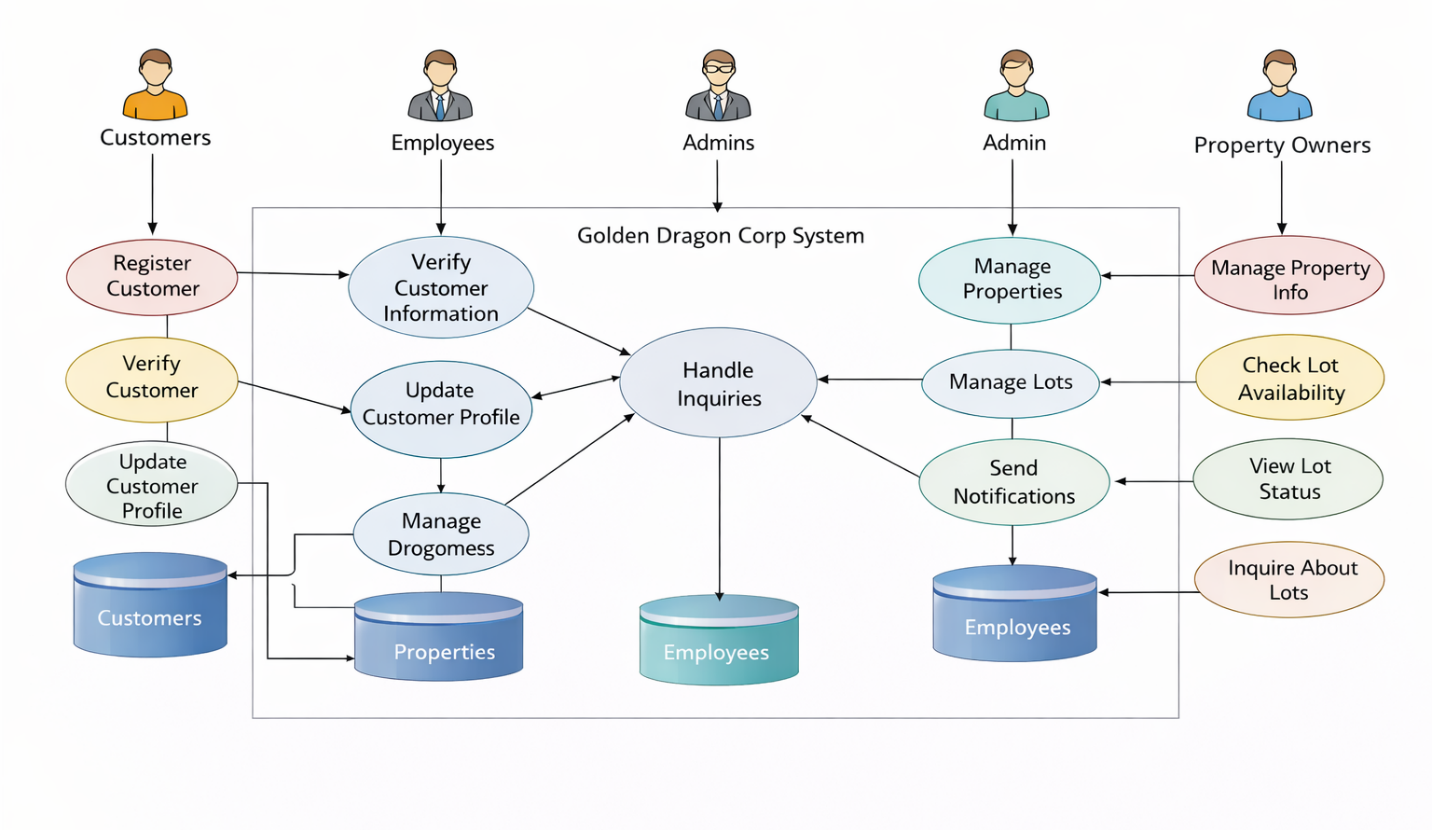 Customers
Employees
Admins
Admin
Property Owners
Golden Dragon Corp System
Register
Customer
Verify
Customer
Information
Manage
Properties
Manage Property
Info
Verify
Customer
Update
Customer Profile
Handle
Inquiries
Manage Lots
Check Lot
Availability
Update
Customer
Profile
Manage
Drogomess
Send
Notifications
View Lot
Status
Inquire About
Lots
Customers
Properties
Employees
Employees